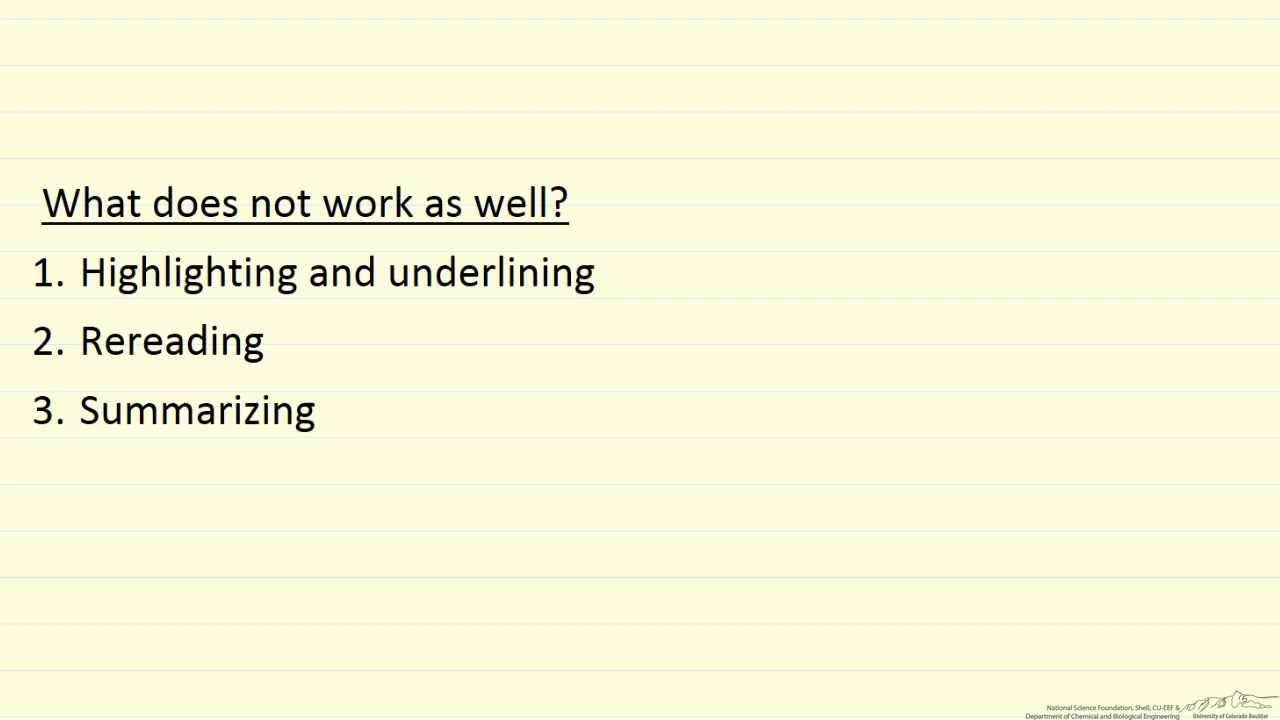 What does not work as well?
1. Highlighting and underlining
2. Rereading
3. Summarizing
National Science Foundation, Shell, CU-EEF &
Department of Chemical and Biological Engineering
University of Colorado Boulder